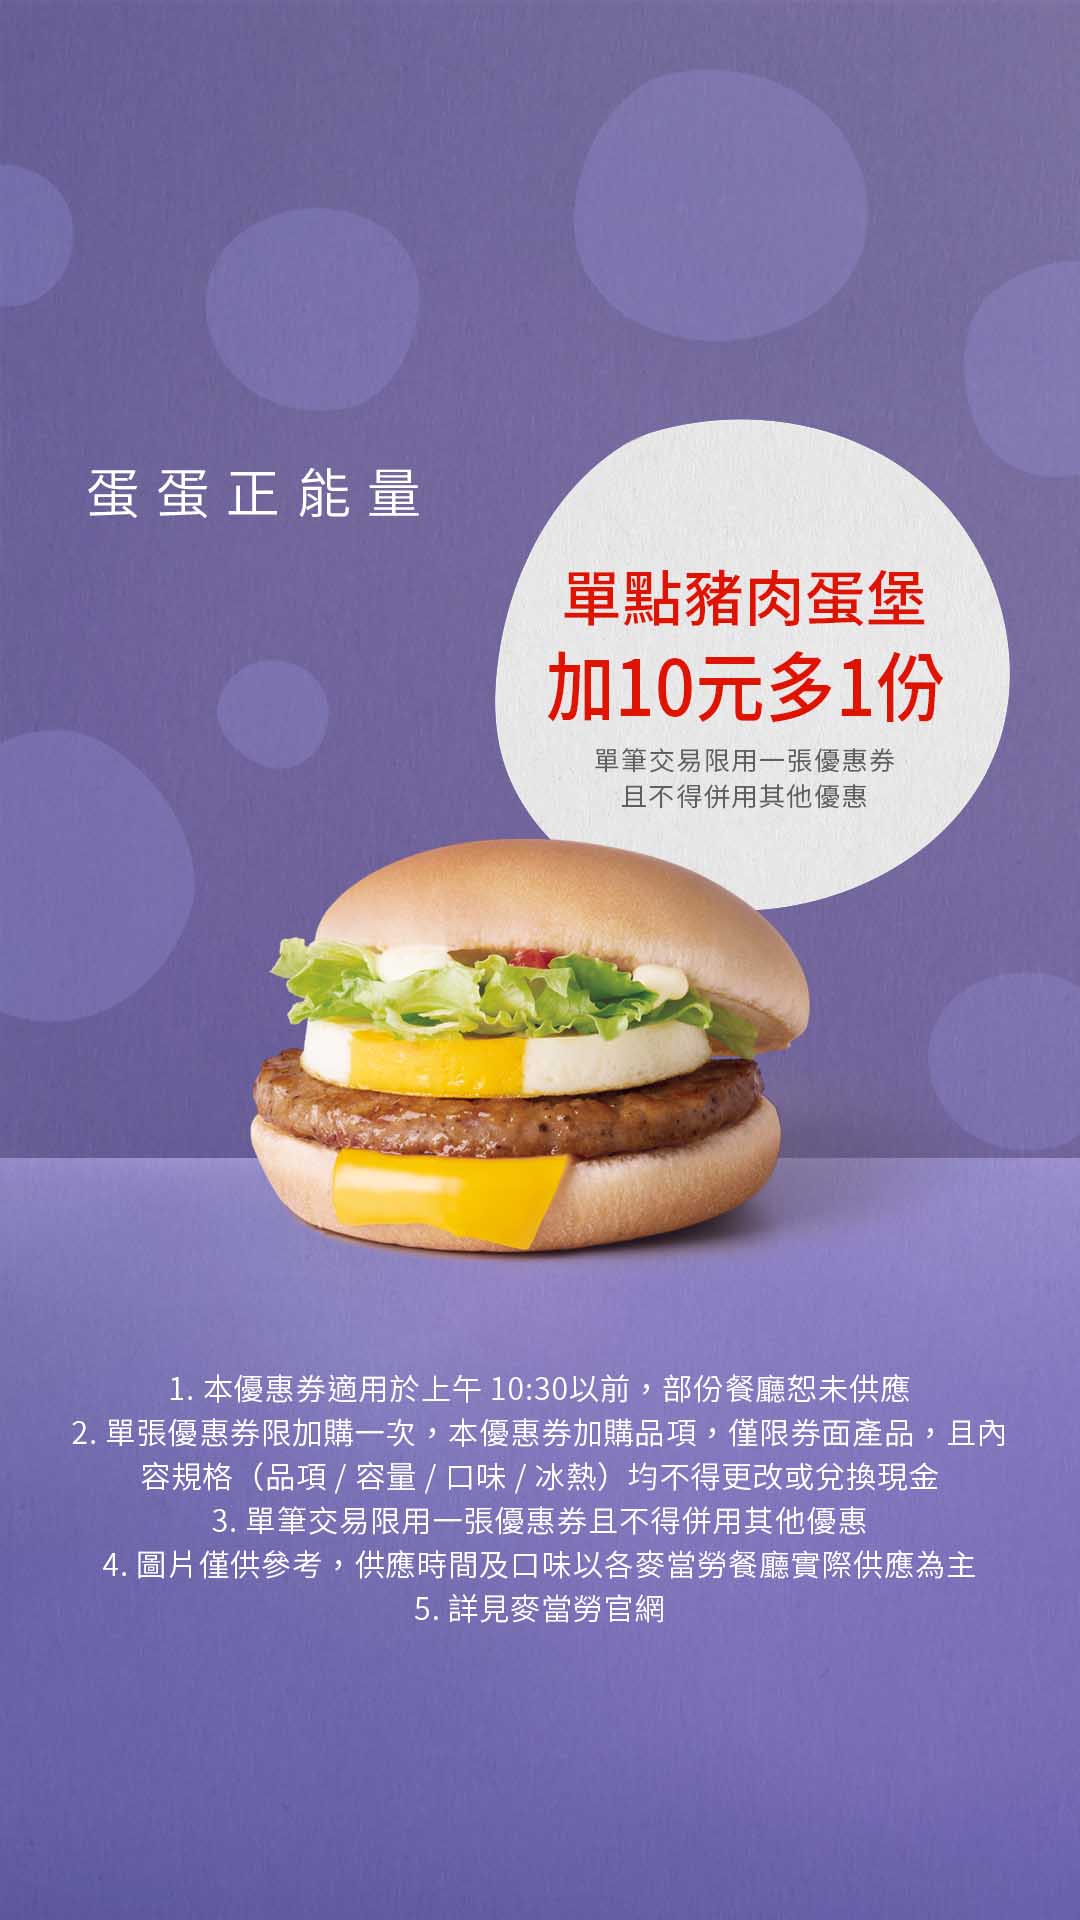 蛋蛋正能量
單點豬肉蛋堡
加10元多1份
單筆交易限用一張優惠券
且不得併用其他優惠
1. 本優惠券適用於上午 10:30以前，部份餐廳恕未供應
2. 單張優惠券限加購一次，本優惠券加購品項，僅限券面產品，且內
容規格（品項 / 容量 / 口味 / 冰熱）均不得更改或兌換現金
3. 單筆交易限用一張優惠券且不得併用其他優惠
4. 圖片僅供參考，供應時間及口味以各麥當勞餐廳實際供應為主
5. 詳見麥當勞官網